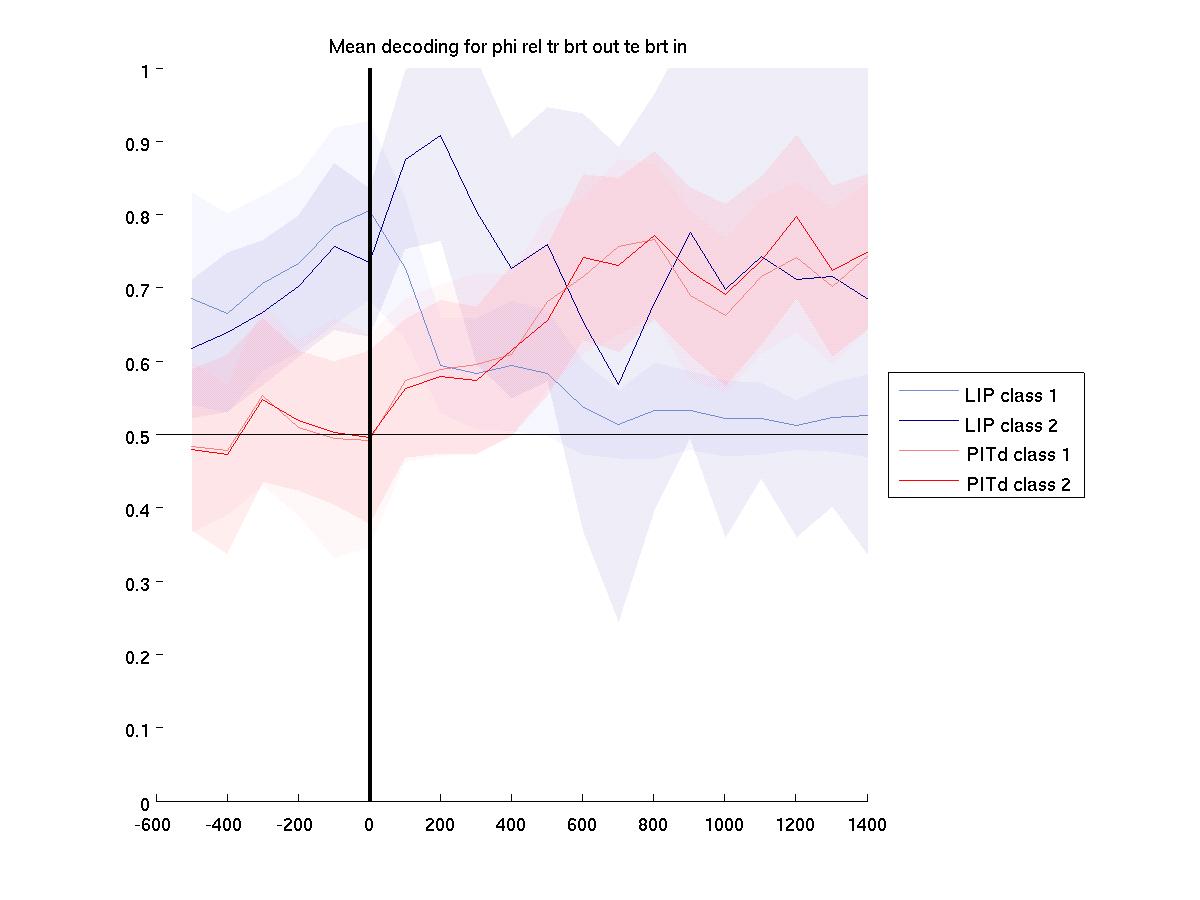 Mean decoding for phi rel tr brt out te brt in
1
0.9
0.8
0.7
0.6
0.5
0.4
0.3
0.2
0.1
0
-600 -400 -200 0 200 400 600 800 1000 1200 1400
LIP class 1
LIP class 2
PITd class 1
PITd class 2